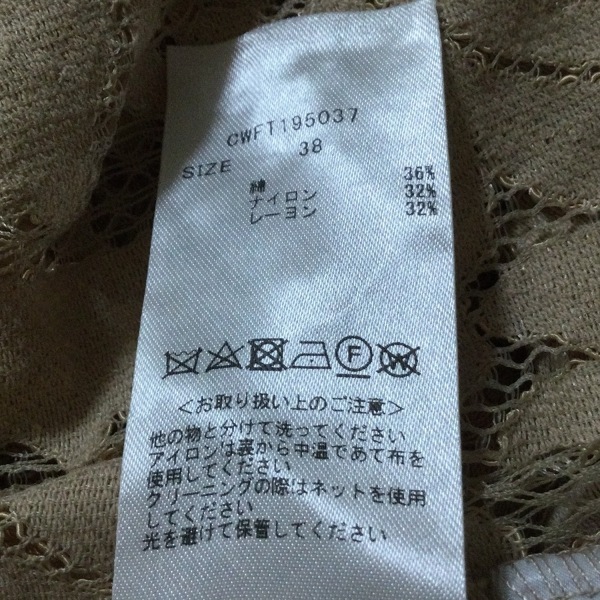 CWFT195037
SIZE 38
綿 36%
ナイロン 32%
レーヨン 32%
F W
＜お取り扱い上のご注意＞
他の物と分けて洗ってください
アイロンは裏から中温であて布を
使用してください
クリーニングの際はネットを使用
してください
光を避けて保管してください